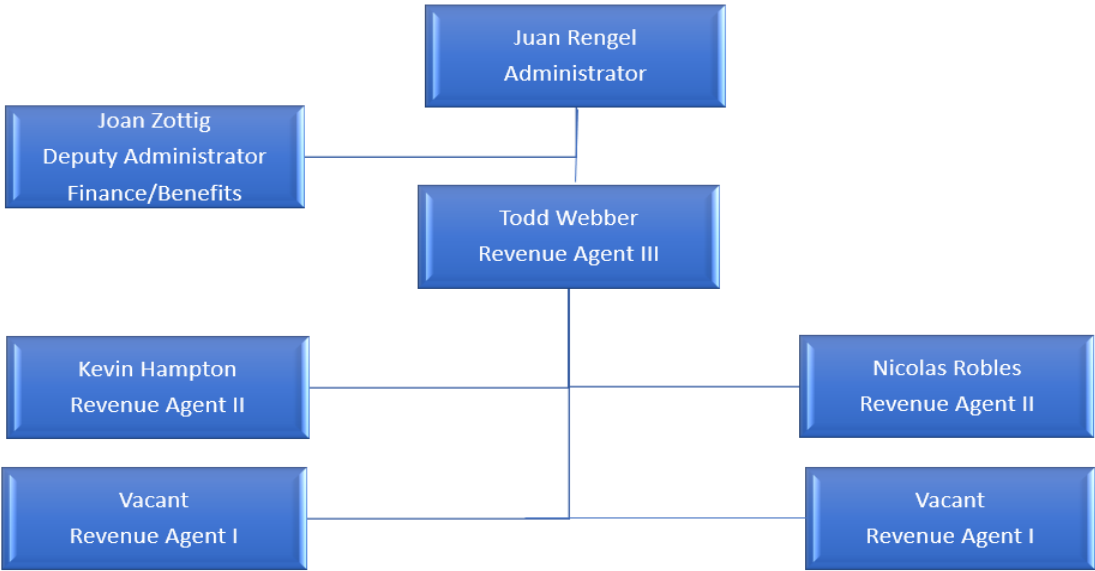 Juan Rengel
Administrator
Joan Zottig
Deputy Administrator
Finance/Benefits
Todd Webber
Revenue Agent III
Kevin Hampton
Revenue Agent II
Nicolas Robles
Revenue Agent II
Vacant
Revenue Agent I
Vacant
Revenue Agent I